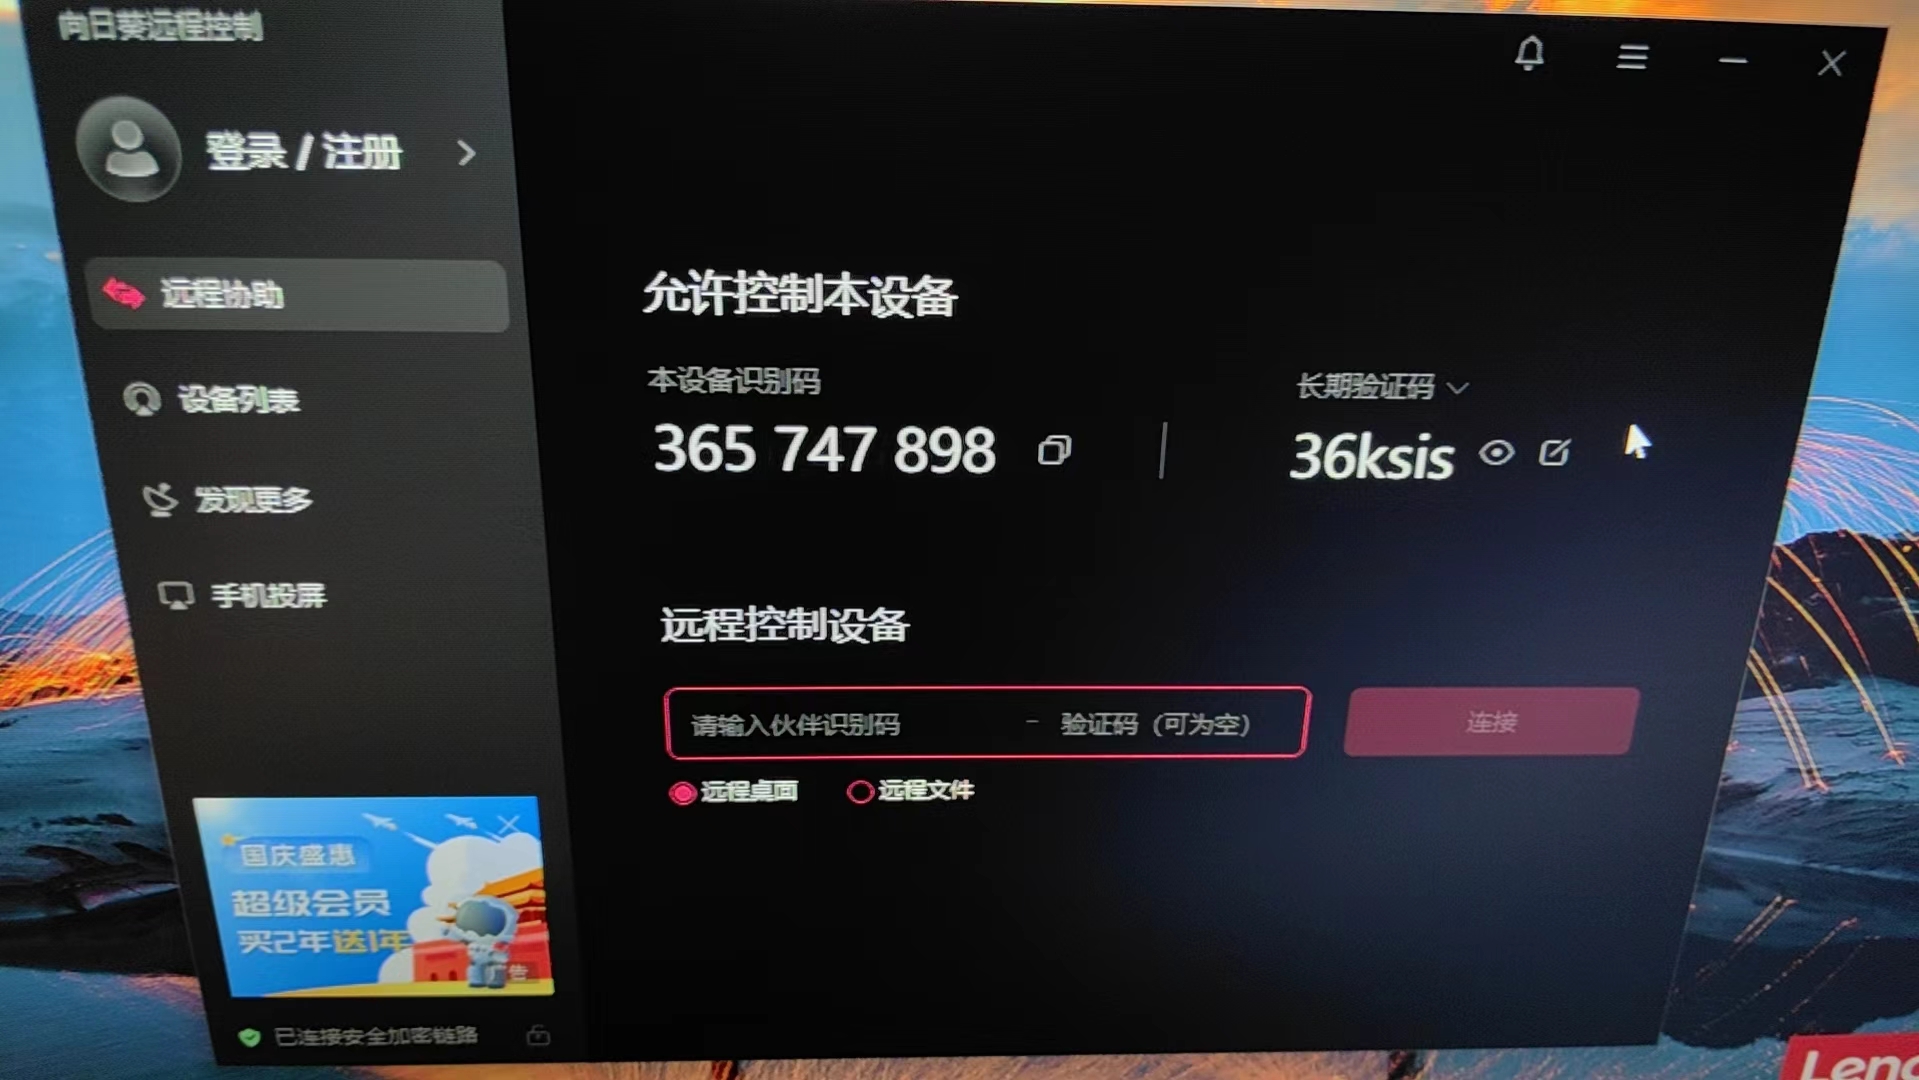 向日葵远程控制
登录 / 注册
远程协助
设备列表
发现更多
手机投屏
国庆盛惠
超级会员
买2年送1年
广告
已连接安全加密链路
允许控制本设备
本设备识别码
365 747 898
长期验证码
36ksis
远程控制设备
请输入伙伴识别码 - 验证码（可为空）
连接
远程桌面 远程文件